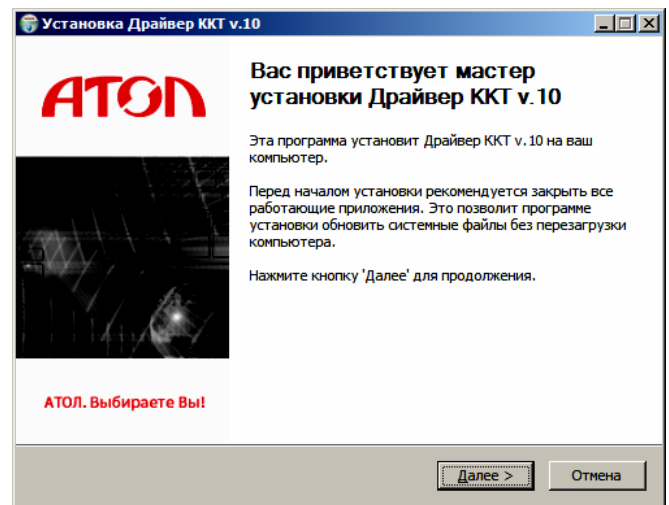 Установка Драйвер ККТ v.10
АТОЛ
Вас приветствует мастер
установки Драйвер ККТ v.10
Эта программа установит Драйвер ККТ v.10 на ваш
компьютер.
Перед началом установки рекомендуется закрыть все
работающие приложения. Это позволит программе
установки обновить системные файлы без перезагрузки
компьютера.
Нажмите кнопку 'Далее' для продолжения.
АТОЛ. Выбираете Вы!
Далее >
Отмена